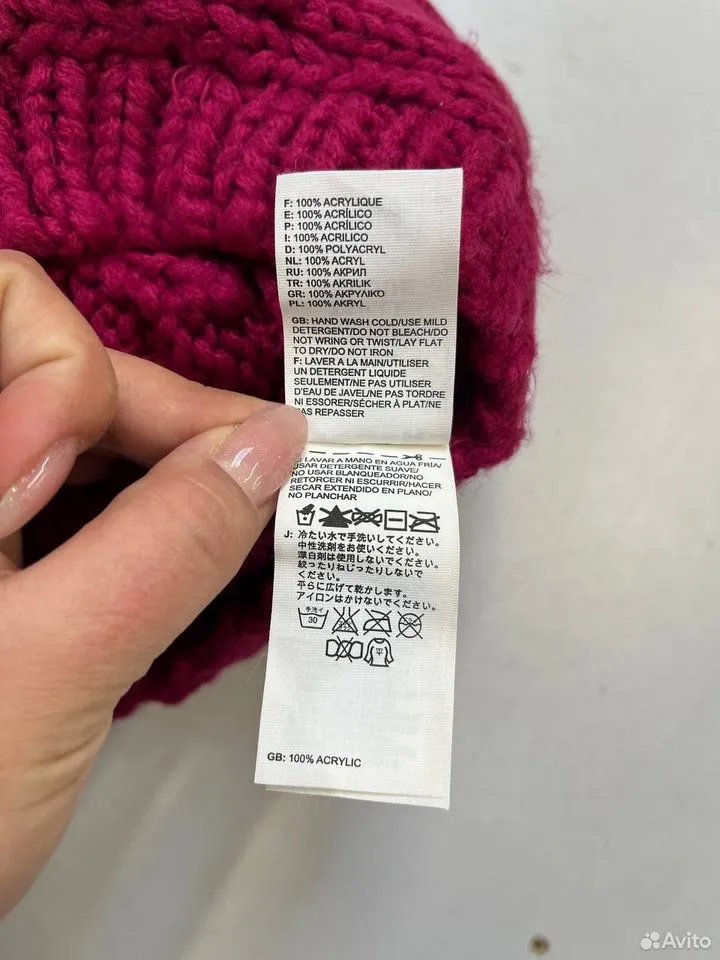 F: 100% ACRYLIQUE
E: 100% ACRÍLICO
P: 100% ACRÍLICO
I: 100% ACRILICO
D: 100% POLYACRYL
NL: 100% ACRYL
RU: 100% АКРИЛ
TR: 100% AKRILIK
GR: 100% ΑΚΡΥΛΙΚΟ
PL: 100% AKRYL
GB: HAND WASH COLD/USE MILD
DETERGENT/DO NOT BLEACH/DO
NOT WRING OR TWIST/LAY FLAT
TO DRY/DO NOT IRON
F: LAVER A LA MAIN/UTILISER
UN DETERGENT LIQUIDE
SEULEMENT/NE PAS UTILISER
D'EAU DE JAVEL/NE PAS TORDRE
NI ESSORER/SÉCHER À PLAT/NE
PAS REPASSER
LAVAR A MANO EN AGUA FRÍA/
USAR DETERGENTE SUAVE/
NO USAR BLANQUEADOR/NO
RETORCER NI ESCURRIR/HACER
SECAR EXTENDIDO EN PLANO/
NO PLANCHAR
J: 冷たい水で手洗いしてください。
中性洗剤をお使いください。
漂白剤は使用しないでください。
絞ったりねじったりしないで
ください。
平らに広げて乾かします。
アイロンはかけないでください。
手洗イ
30
平
GB: 100% ACRYLIC
Avito